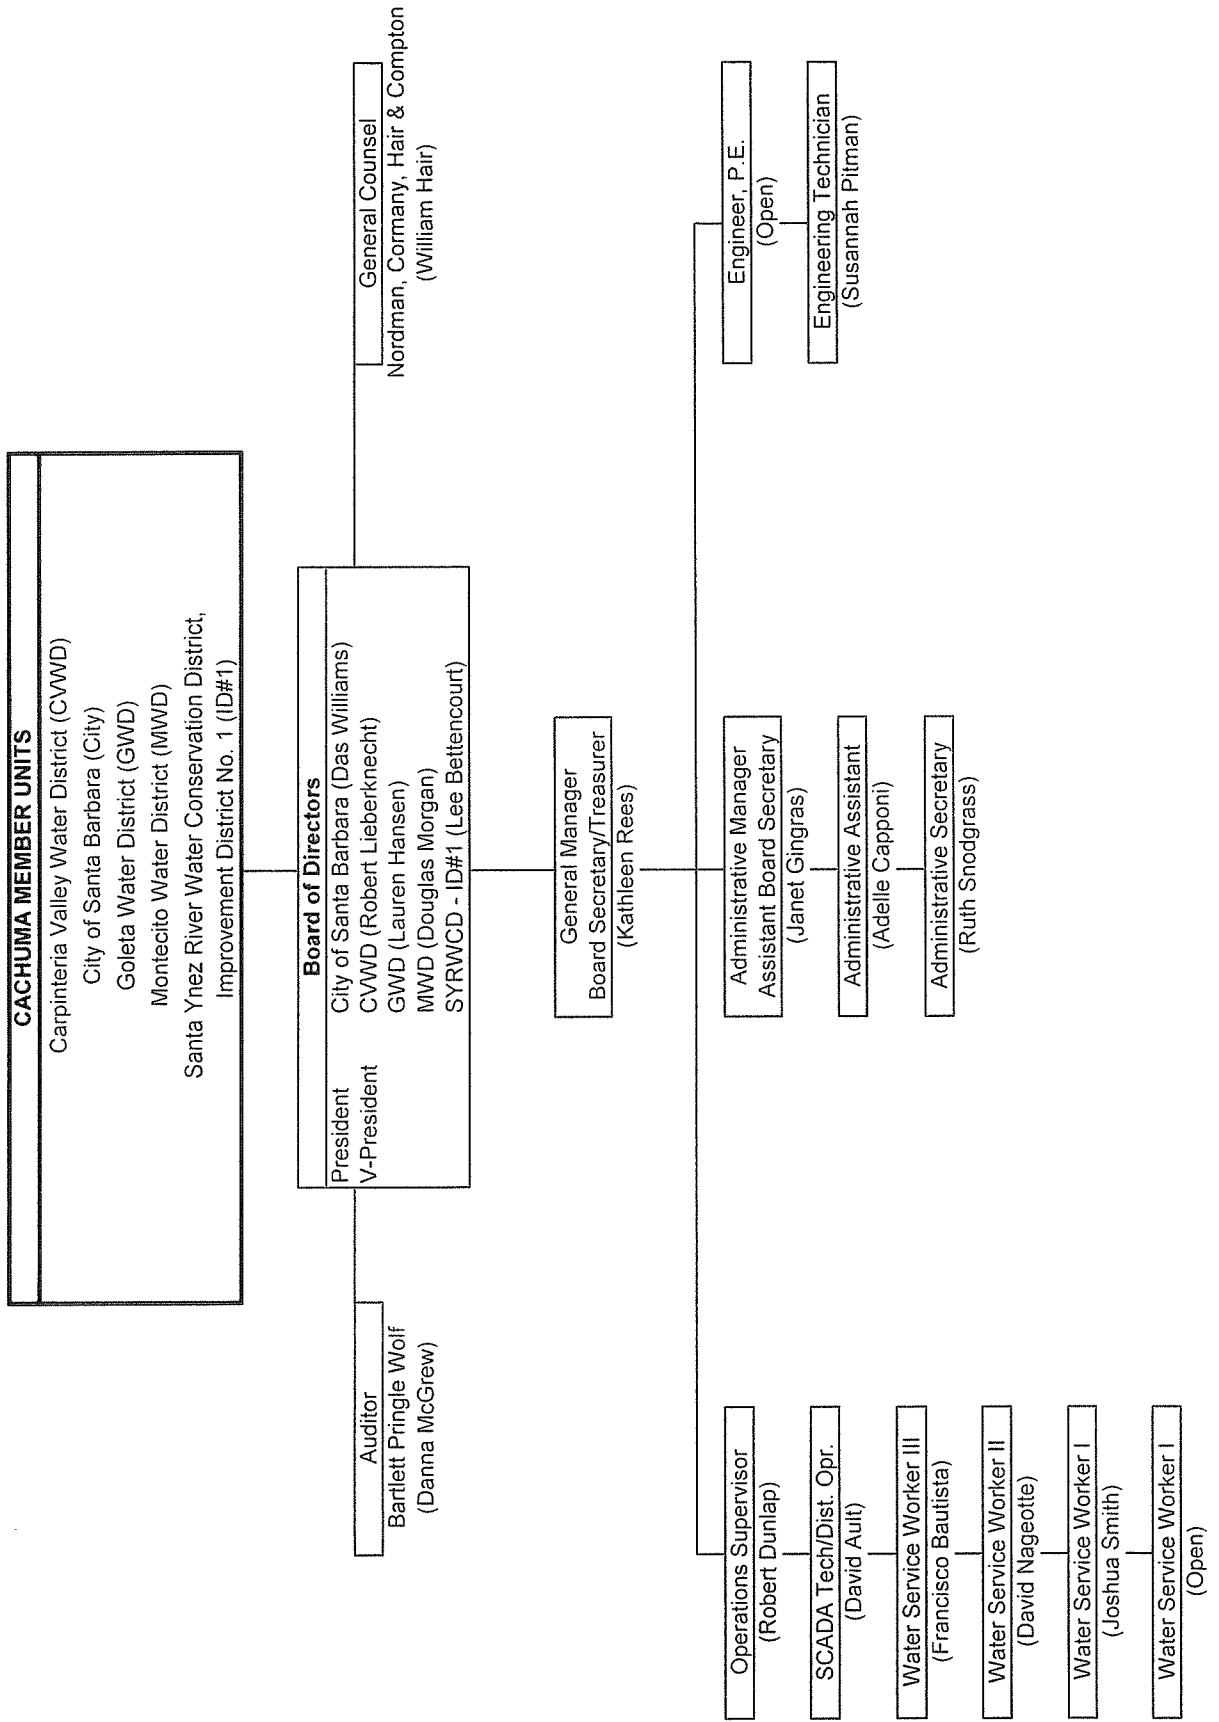 CACHUMA MEMBER UNITS
Carpinteria Valley Water District (CVWD)
City of Santa Barbara (City)
Goleta Water District (GWD)
Montecito Water District (MWD)
Santa Ynez River Water Conservation District,
Improvement District No. 1 (ID#1)
Auditor
Bartlett Pringle Wolf
(Danna McGrew)
Board of Directors
President City of Santa Barbara (Das Williams)
V-President CVWD (Robert Lieberknecht)
GWD (Lauren Hansen)
MWD (Douglas Morgan)
SYRWCD - ID#1 (Lee Bettencourt)
General Counsel
Nordman, Cormany, Hair & Compton
(William Hair)
General Manager
Board Secretary/Treasurer
(Kathleen Rees)
Operations Supervisor
(Robert Dunlap)
SCADA Tech/Dist. Opr.
(David Ault)
Water Service Worker III
(Francisco Bautista)
Water Service Worker II
(David Nageotte)
Water Service Worker I
(Joshua Smith)
Water Service Worker I
(Open)
Administrative Manager
Assistant Board Secretary
(Janet Gingras)
Administrative Assistant
(Adelle Capponi)
Administrative Secretary
(Ruth Snodgrass)
Engineer, P.E.
(Open)
Engineering Technician
(Susannah Pitman)